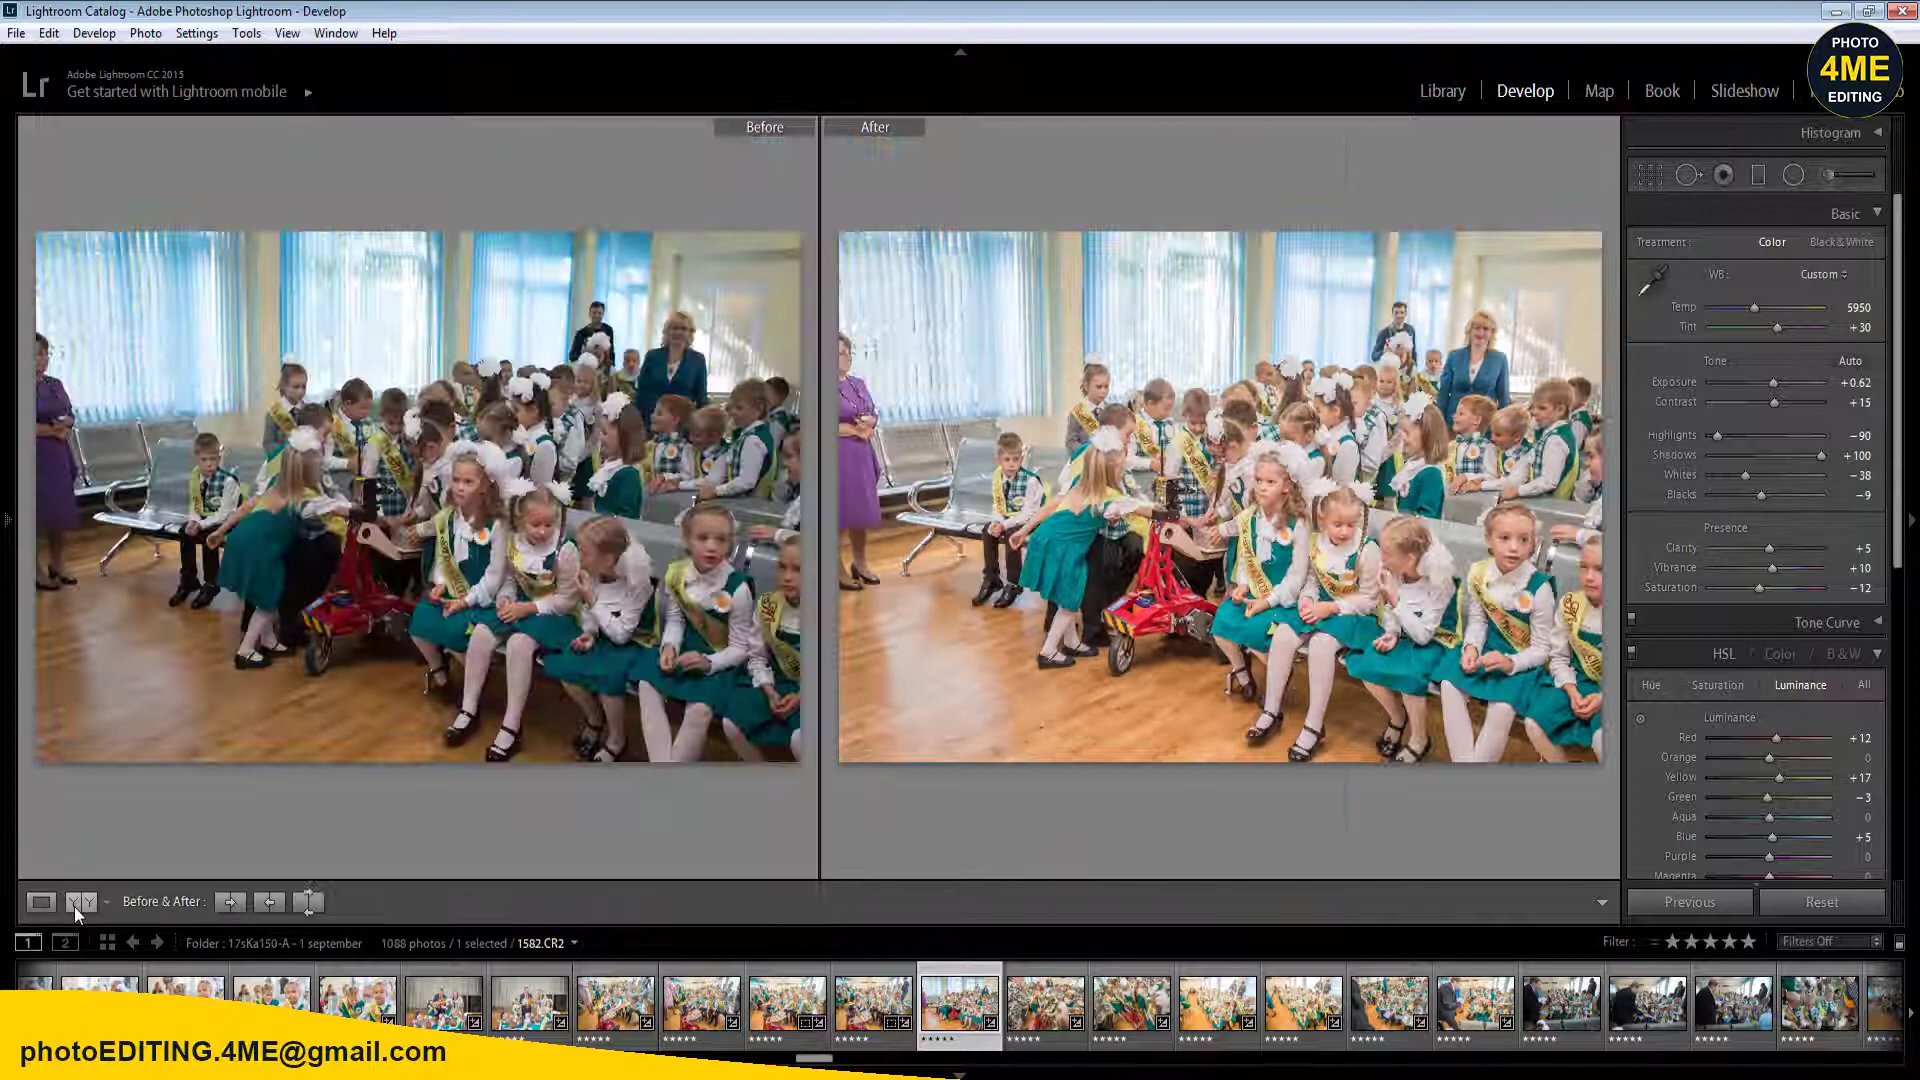 Lightroom Catalog - Adobe Photoshop Lightroom - Develop
File Edit Develop Photo Settings Tools View Window Help
PHOTO
4ME
EDITING
Lr
Adobe Lightroom CC 2015
Get started with Lightroom mobile
Library Develop Map Book Slideshow
Before After
Histogram
Basic
Treatment : Color Black & White
WB : Custom
Temp 5950
Tint +30
Tone Auto
Exposure +0.62
Contrast +15
Highlights −90
Shadows +100
Whites −38
Blacks −9
Presence
Clarity +5
Vibrance +10
Saturation −12
Tone Curve
HSL / Color / B & W
Hue Saturation Luminance All
Luminance
Red +12
Orange 0
Yellow +17
Green −3
Aqua 0
Blue +5
Purple 0
Magenta
Y Y Before & After :
Previous Reset
1 2 Folder : 17sKa150-A - 1 september 1088 photos / 1 selected / 1582.CR2
Filter : Filters Off
photoEDITING.4ME@gmail.com